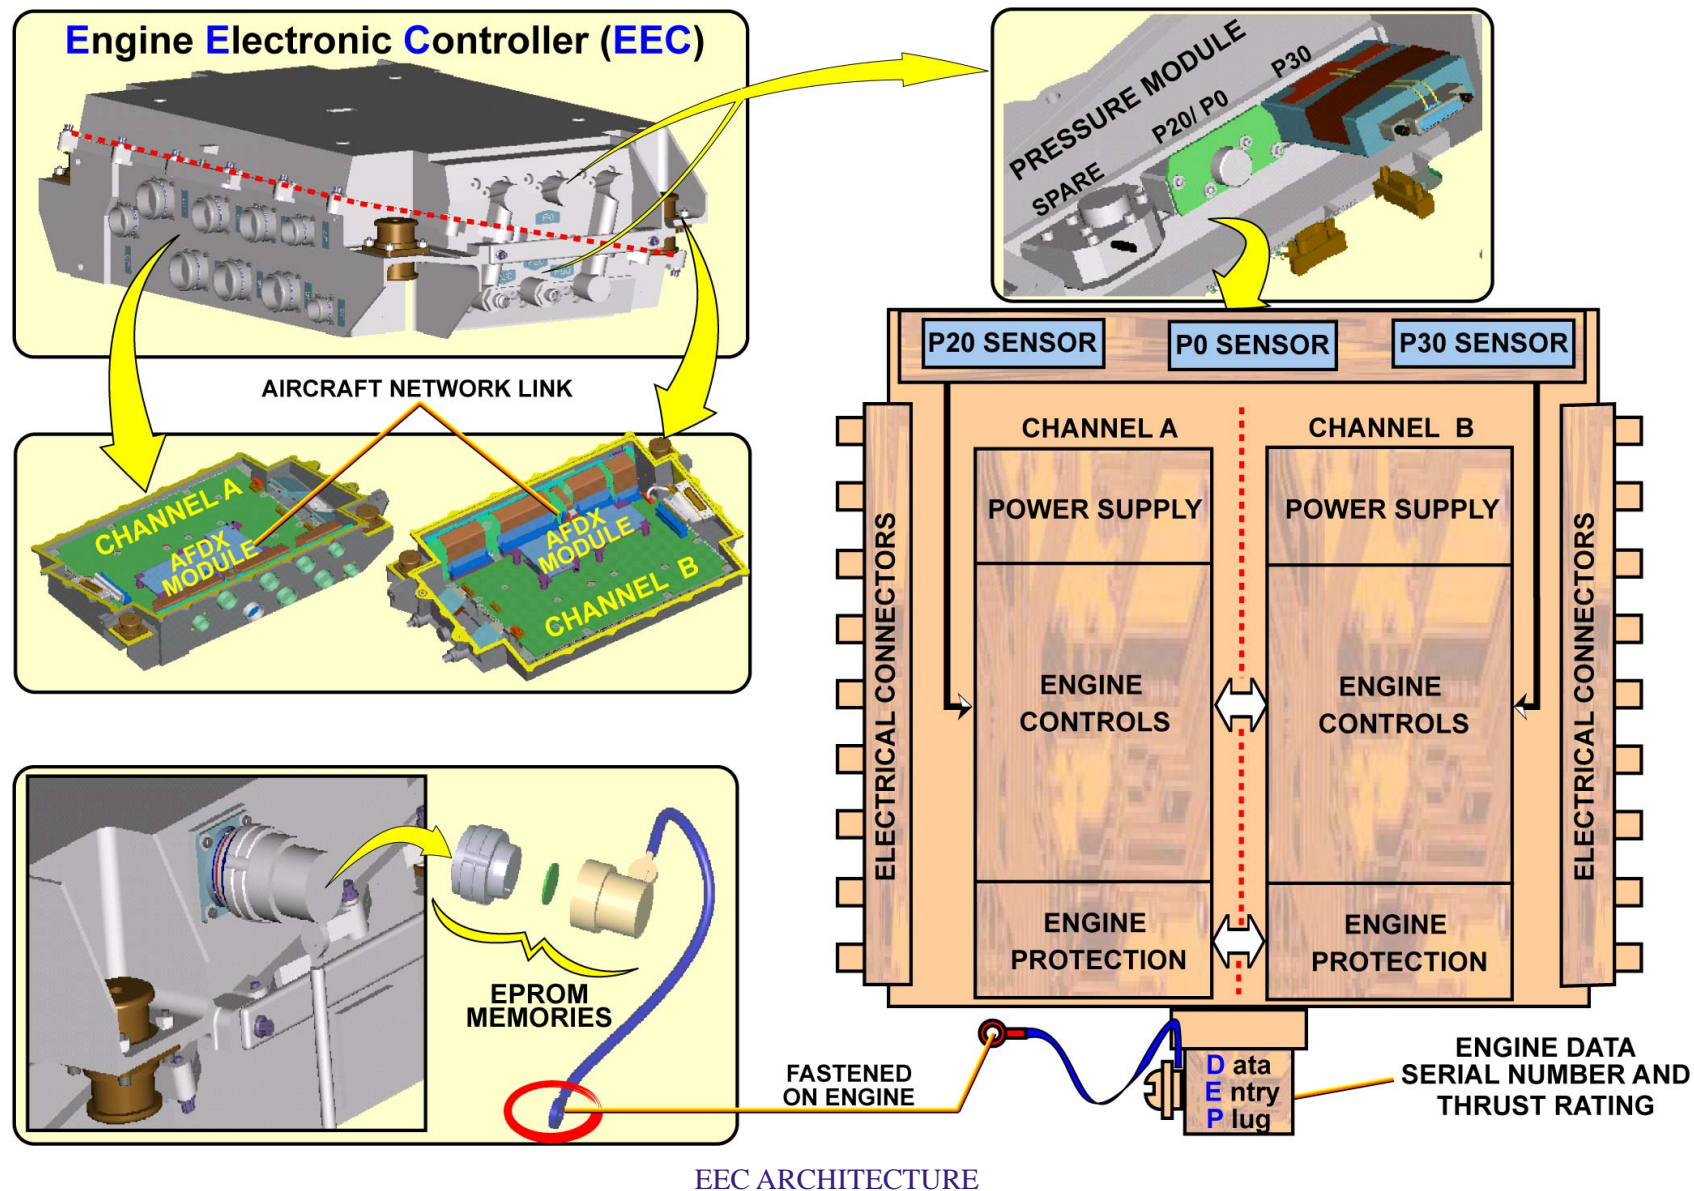 Engine Electronic Controller (EEC)
PRESSURE MODULE
P30
P20/ P0
SPARE
P20 SENSOR
P0 SENSOR
P30 SENSOR
AIRCRAFT NETWORK LINK
CHANNEL A
AFDX
MODULE
AFDX
MODULE
CHANNEL B
CHANNEL A
CHANNEL B
POWER SUPPLY
POWER SUPPLY
ELECTRICAL CONNECTORS
ELECTRICAL CONNECTORS
ENGINE
CONTROLS
ENGINE
CONTROLS
ENGINE
PROTECTION
ENGINE
PROTECTION
EPROM
MEMORIES
FASTENED
ON ENGINE
Data
Entry
Plug
ENGINE DATA
SERIAL NUMBER AND
THRUST RATING
EEC ARCHITECTURE